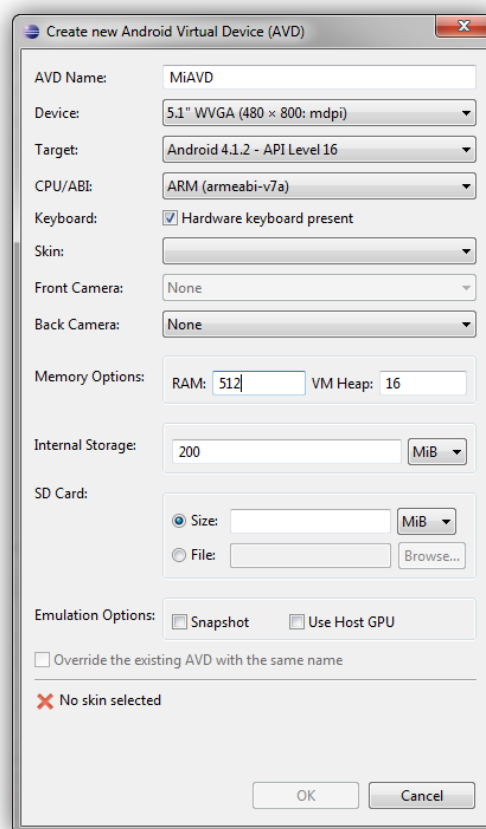 Create new Android Virtual Device (AVD)
AVD Name: MiAVD
Device: 5.1" WVGA (480 × 800: mdpi)
Target: Android 4.1.2 - API Level 16
CPU/ABI: ARM (armeabi-v7a)
Keyboard: Hardware keyboard present
Skin:
Front Camera: None
Back Camera: None
Memory Options: RAM: 512 VM Heap: 16
Internal Storage: 200 MiB
SD Card:
Size: MiB
File: Browse...
Emulation Options: Snapshot Use Host GPU
Override the existing AVD with the same name
No skin selected
OK Cancel